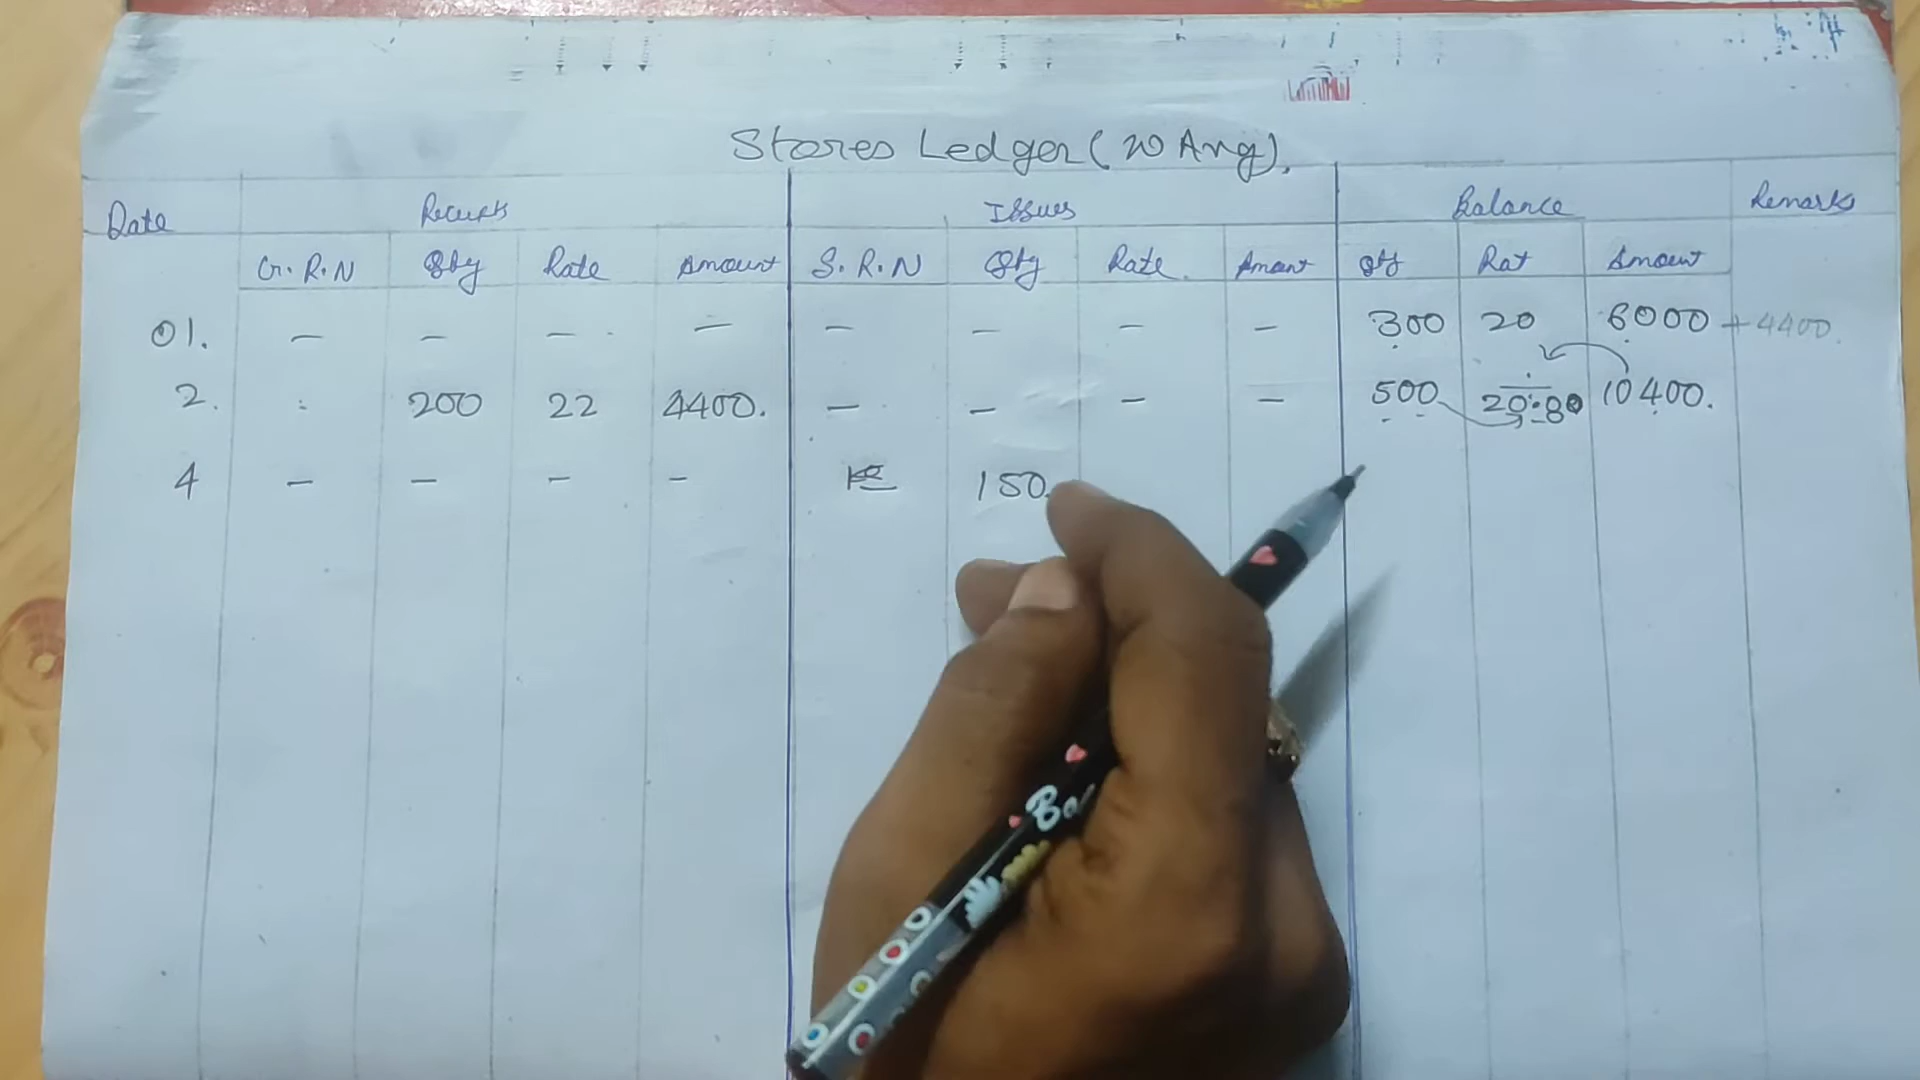 Stores Ledger (W Avg).
Date Receipts Issues Balance Remarks
G.R.N Qty Rate Amount S.R.N Qty Rate Amount Qty Rat Amount
01. - - - - - - - - 300 20 6000 + 4400.
2. 200 22 4400. - - - - 500 20.80 10400.
4 - - - - 150